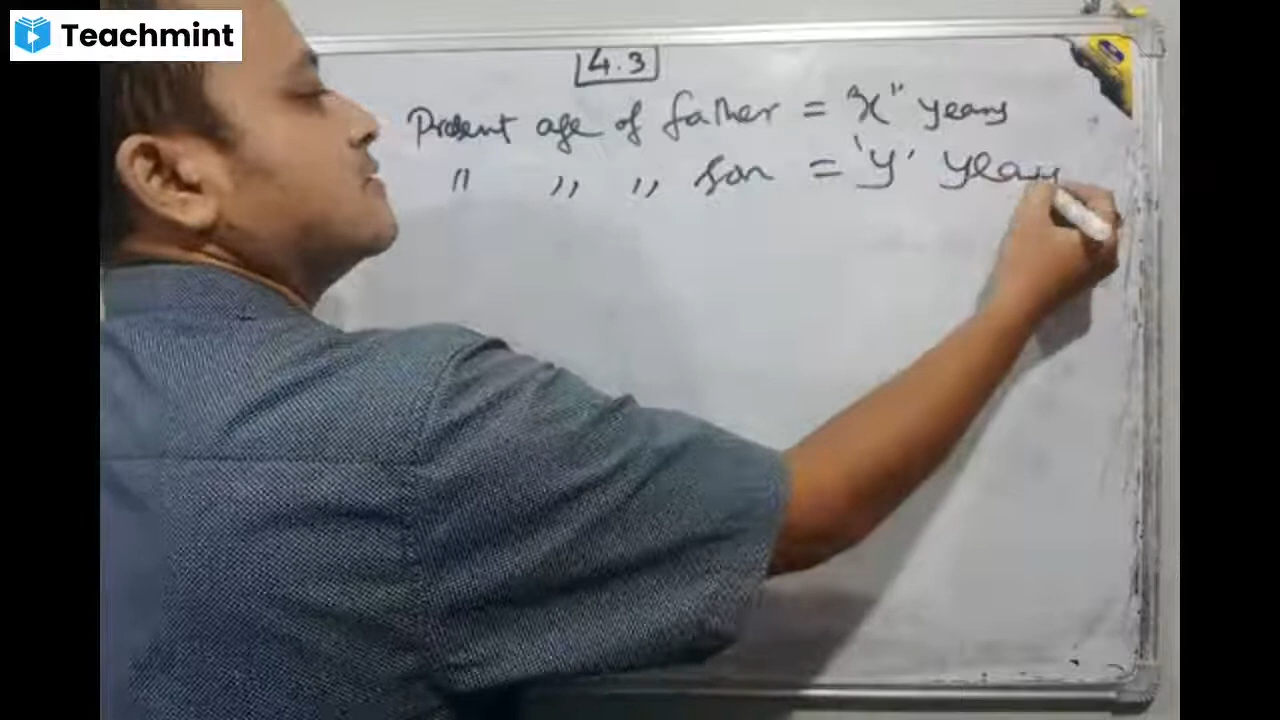 Teachmint
4.3
Present age of father = "x" years
" " " son = 'y' years